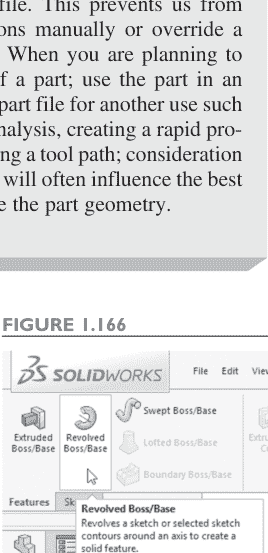 file. This prevents us from
ons manually or override a
When you are planning to
f a part; use the part in an
part file for another use such
nalysis, creating a rapid pro-
ng a tool path; consideration
will often influence the best
e the part geometry.
FIGURE 1.166
SOLIDWORKS File Edit View
Extruded Boss/Base
Revolved Boss/Base
Swept Boss/Base
Lofted Boss/Base
Boundary Boss/Base
Extru
C
Features Sk
Revolved Boss/Base
Revolves a sketch or selected sketch
contours around an axis to create a
solid feature.